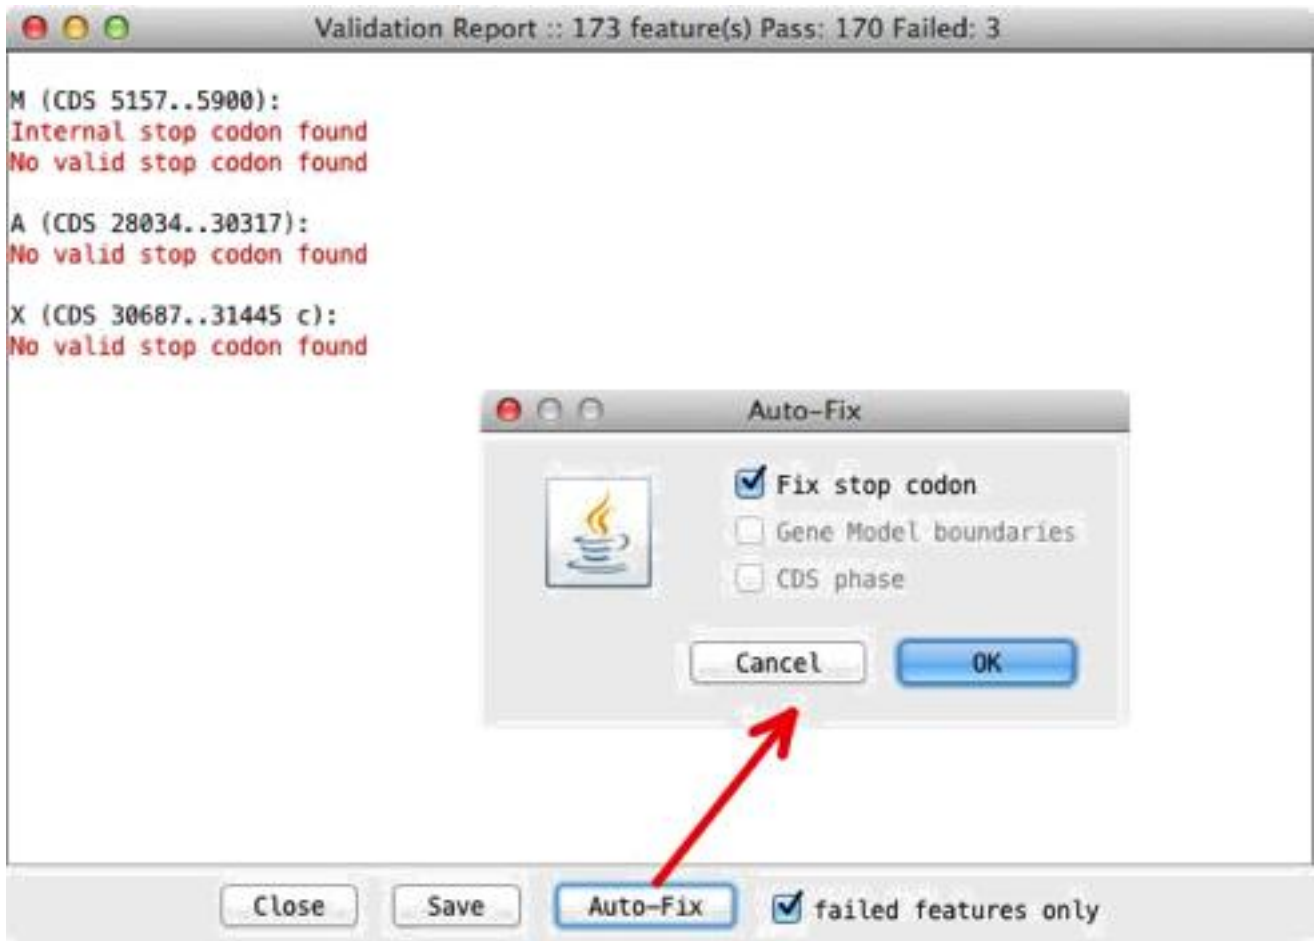 Validation Report :: 173 feature(s) Pass: 170 Failed: 3
M (CDS 5157..5900):
Internal stop codon found
No valid stop codon found
A (CDS 28034..30317):
No valid stop codon found
X (CDS 30687..31445 c):
No valid stop codon found
Auto-Fix
Fix stop codon
Gene Model boundaries
CDS phase
Cancel OK
Close Save Auto-Fix failed features only